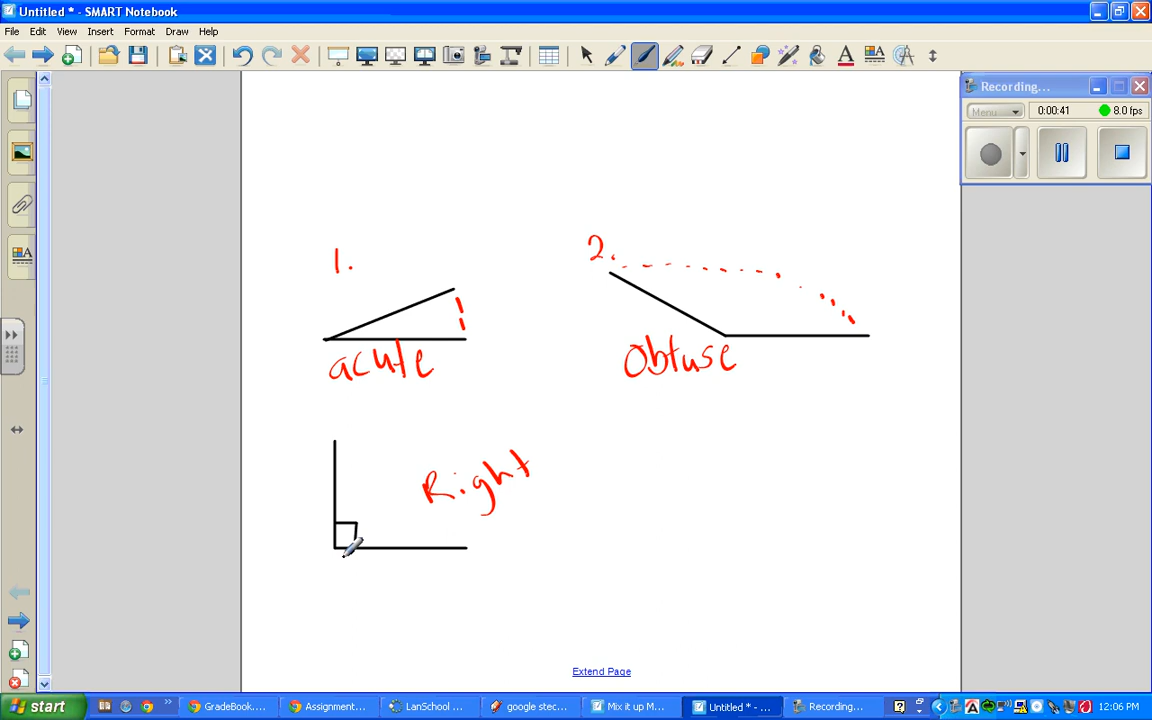 Untitled * - SMART Notebook
File Edit View Insert Format Draw Help
Recording...
Menu 0:00:41 8.0 fps
1.
2.
acute
Obtuse
Right
Extend Page
start GradeBook.... Assignment... LanSchool ... google stec... Mix it up M... Untitled * - ... Recording... 12:06 PM